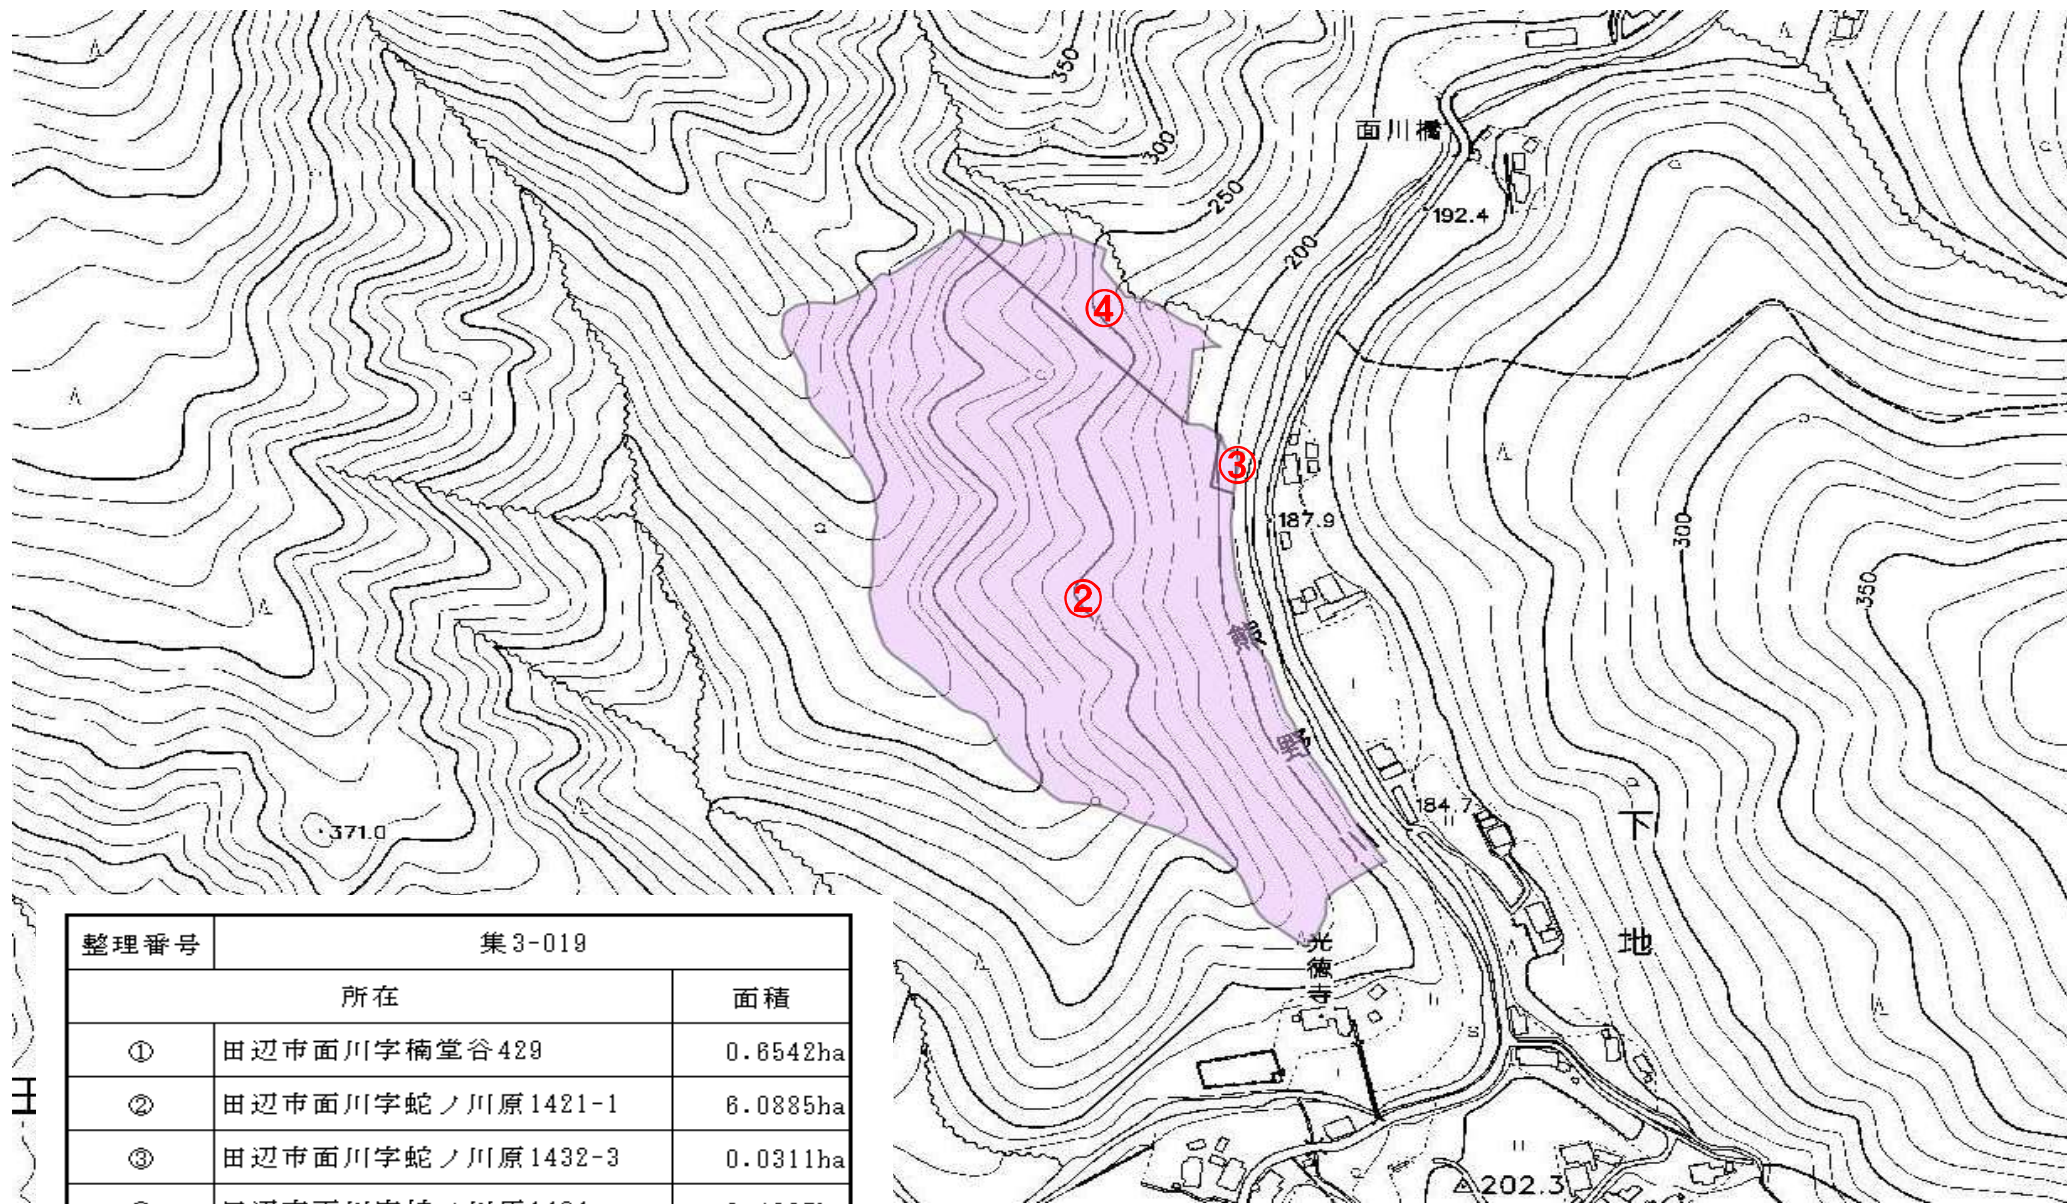 350
300
250
200
面川橋
192.4
④
③
187.9
②
300
350
熊
野
184.7
下
地
371.0
光徳寺
202.3
整理番号 集3-019
所在 面積
① 田辺市面川字楠堂谷429 0.6542ha
② 田辺市面川字蛇ノ川原1421-1 6.0885ha
③ 田辺市面川字蛇ノ川原1432-3 0.0311ha